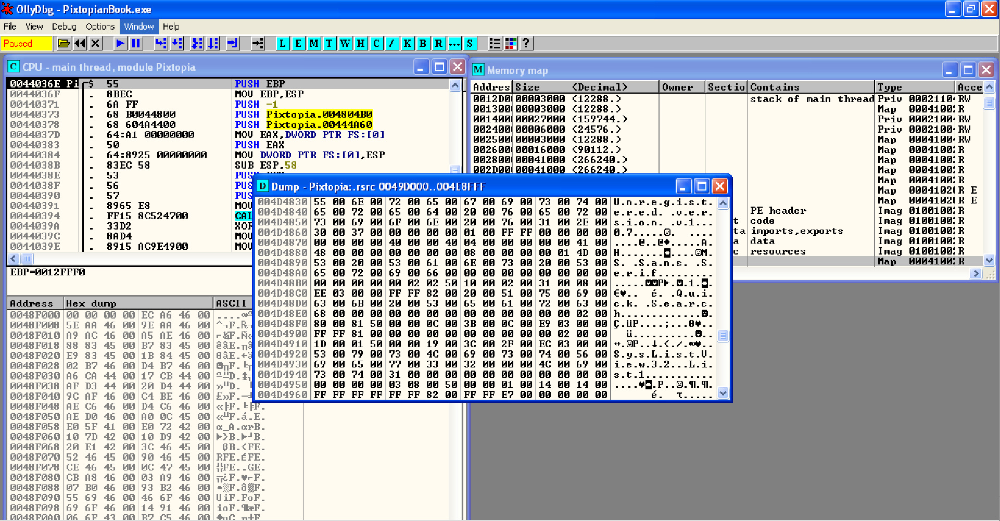 OllyDbg - PixtopianBook.exe
File View Debug Options Window Help
Paused
L E M T W H C / K B R ... S ?
C CPU - main thread, module Pixtopia
0044036E Pi $ 55 PUSH EBP
0044036F . 8BEC MOV EBP,ESP
00440371 . 6A FF PUSH -1
00440373 . 68 B0044800 PUSH Pixtopia.004804B0
00440378 . 68 604A4400 PUSH Pixtopia.00444A60
0044037D . 64:A1 00000000 MOV EAX,DWORD PTR FS:[0]
00440383 . 50 PUSH EAX
00440384 . 64:8925 00000000 MOV DWORD PTR FS:[0],ESP
0044038B . 83EC 58 SUB ESP,58
0044038E . 53 PUSH
0044038F . 56 PUS
00440390 . 57 PUS
00440391 . 8965 E8 MOV
00440394 . FF15 8C524700 CAL
0044039A . 33D2 XOR
0044039C . 8AD4 MOV
0044039E . 8915 AC9E4900 MOV
EBP=0012FFF0
M Memory map
Addres Size <Decimal> Owner Sectio Contains Type Acce
0012D0 00003000 <12288.> stack of main thread Priv 0002110 RW
001300 00003000 <12288.> Map 0004100 R
001400 00027000 <159744.> Priv 0002100 RW
002400 00006000 <24576.> Priv 0002100 RW
002500 00003000 <12288.> Map 0004100 RW
002600 00016000 <90112.> Map 0004100 R
002800 00041000 <266240.> Map 0004100 R
002D00 00041000 <266240.> Map 0004100 R
Map 0004100 R
Map 0004102 R E
Map 0004102 R E
PE header Imag 0100100 R
t code Imag 0100100 R
ta imports,exports Imag 0100100 R
a data Imag 0100100 R
c resources Imag 0100100 R
Map 0004100 R
D Dump - Pixtopia:.rsrc 0049D000..004E8FFF
004D4830 55 00 6E 00 72 00 65 00 67 00 69 00 73 00 74 00 U.n.r.e.g.i.s.t.
004D4840 65 00 72 00 65 00 64 00 20 00 76 00 65 00 72 00 e.r.e.d. .v.e.r.
004D4850 73 00 69 00 6F 00 6E 00 20 00 76 00 31 00 2E 00 s.i.o.n. .v.1...
004D4860 30 00 37 00 00 00 00 00 01 00 FF FF 00 00 00 00 0.7.....☺. ....
004D4870 00 00 00 00 40 00 00 40 04 00 00 00 00 00 41 00 ....@..@♦.....A.
004D4880 48 00 00 00 00 00 00 00 08 00 00 00 00 01 4D 00 H.......◘....☺M.
004D4890 53 00 20 00 53 00 61 00 6E 00 73 00 20 00 53 00 S. .S.a.n.s. .S.
004D48A0 65 00 72 00 69 00 66 00 00 00 00 00 00 00 00 00 e.r.i.f.........
004D48B0 00 00 00 00 00 02 02 50 10 00 02 00 31 00 08 00 .....☻☻P►.☻.1.◘.
004D48C0 EE 03 00 00 FF FF 82 00 20 00 51 00 75 00 69 00 ε♥.. é. .Q.u.i.
004D48D0 63 00 6B 00 20 00 53 00 65 00 61 00 72 00 63 00 c.k. .S.e.a.r.c.
004D48E0 68 00 00 00 00 00 00 00 00 00 00 00 00 00 02 00 h.............☻.
004D48F0 80 00 81 50 00 00 00 0C 00 3B 00 0C 00 E9 03 00 00 Ç.üP....;...θ♥..
004D4900 FF FF 81 00 00 00 00 00 00 00 00 00 00 02 00 00 ü.........☻..
004D4910 1D 00 01 50 00 00 19 00 3C 00 2F 00 EC 03 00 00 ↔.☺P..↓.<./.∞♥..
004D4920 53 00 79 00 73 00 4C 00 69 00 73 00 74 00 56 00 S.y.s.L.i.s.t.V.
004D4930 69 00 65 00 77 00 33 00 32 00 00 00 4C 00 69 00 i.e.w.3.2...L.i.
004D4940 73 00 74 00 31 00 00 00 00 00 00 00 00 00 00 00 s.t.1...........
004D4950 00 00 00 00 03 08 00 50 00 00 01 00 14 00 14 00 ....♥◘.P..☺.¶.¶.
004D4960 FF FF FF FF FF FF 82 00 FF FF E7 00 00 00 00 00 é. τ.....
Address Hex dump ASCII
0048F000 00 00 00 00 EC A6 46 00 ....∞ª
0048F008 5E AA 46 00 9E AA 46 00 ^¬F.₧¬
0048F010 A9 AC 46 00 A5 AE 46 00 ⌐¼F.Ñ«
0048F018 88 83 45 00 B7 83 45 00 êâE.╖â
0048F020 E9 83 45 00 1B 84 45 00 θâE.←ä
0048F028 02 B7 46 00 D4 B7 46 00 ☻╖F.╘╖
0048F030 A6 CA 44 00 17 CB 44 00 ª╩D.↨╦
0048F038 AF D3 44 00 20 D4 44 00 »╙D.
0048F040 9C AF 46 00 C4 BE 46 00 £»F.─╛
0048F048 AE C6 46 00 D4 C6 46 00 «╞F.╘╞F.
0048F050 AE D0 46 00 A0 0C 45 00 «╨F.á.E.
0048F058 E0 5F 41 00 E0 72 42 00 α_A.αrB.
0048F060 10 7D 42 00 10 D9 42 00 ►}B.►┘B.
0048F068 20 E1 42 00 3C 46 45 00 ßB.<FE.
0048F070 52 46 45 00 90 46 45 00 RFE.ÉFE.
0048F078 CE 46 45 00 0C 47 45 00 ╬FE..GE.
0048F080 CB A8 46 00 03 A9 46 00 ╦¿F.♥⌐F.
0048F088 07 B0 46 00 93 B2 46 00 •░F.ô▓F.
0048F090 55 69 46 00 46 6F 46 00 UiF.FoF.
0048F098 69 6F 46 00 14 91 46 00 ioF.¶æF.
0048F0A0 06 6F 43 00 B7 C5 46 00 ♠oC.╖┼F.